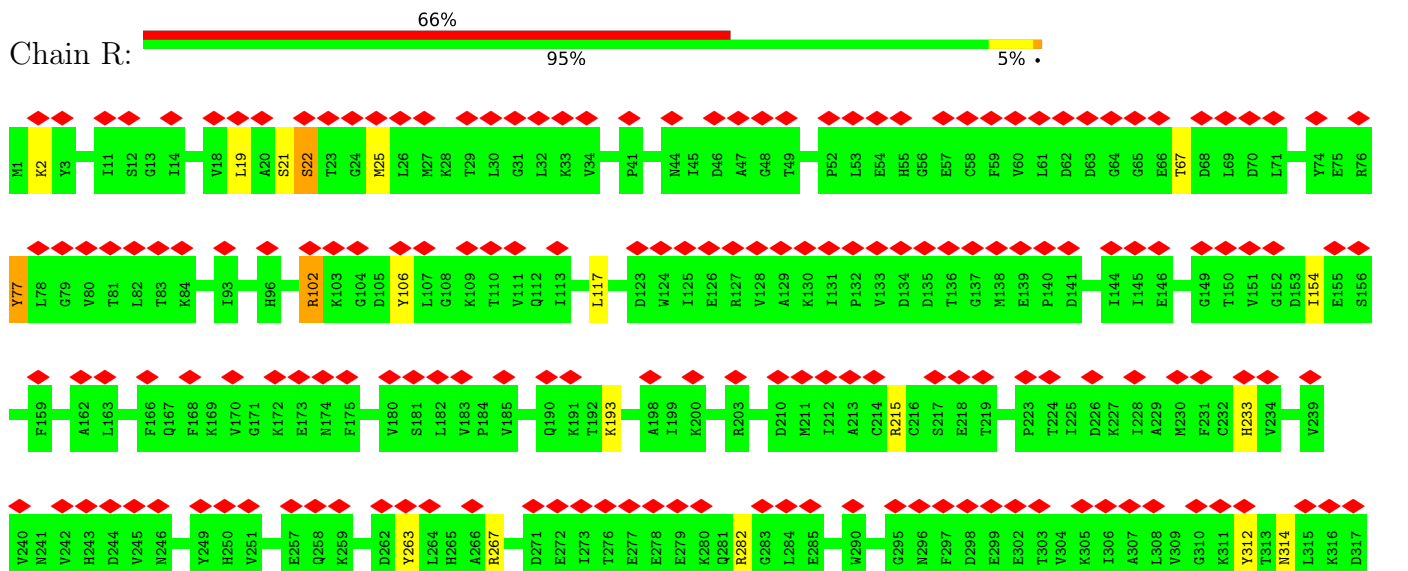 66%
Chain R:
95% 5% •
M1 K2 Y3 I11 S12 G13 I14 V18 L19 A20 S21 S22 T23 G24 M25 L26 M27 K28 T29 L30 G31 L32 K33 V34 P41 N44 I45 D46 A47 G48 T49 P52 L53 E54 H55 G56 E57 C58 F59 V60 L61 D62 D63 G64 G65 E66 T67 D68 L69 D70 L71 Y74 E75 R76
Y77 L78 G79 V80 T81 L82 T83 K84 I93 H96 R102 K103 G104 D105 Y106 L107 G108 K109 T110 V111 Q112 I113 L117 D123 W124 I125 E126 R127 V128 A129 K130 I131 P132 V133 D134 D135 T136 G137 M138 E139 P140 D141 I144 I145 E146 G149 T150 V151 G152 D153 I154 E155 S156
F159 A162 L163 F166 Q167 F168 K169 V170 G171 K172 E173 N174 F175 V180 S181 L182 V183 P184 V185 Q190 K191 T192 K193 A198 I199 K200 R203 D210 M211 I212 A213 C214 R215 C216 S217 E218 T219 P223 T224 I225 D226 K227 I228 A229 M230 F231 C232 H233 V234 V239
V240 N241 V242 H243 D244 V245 N246 Y249 H250 V251 E257 Q258 K259 D262 Y263 L264 H265 A266 R267 D271 E272 I273 T276 E277 E278 E279 K280 Q281 R282 G283 L284 E285 W290 G295 N296 F297 D298 E299 E302 T303 V304 K305 I306 A307 L308 V309 G310 K311 Y312 T313 N314 L315 K316 D317